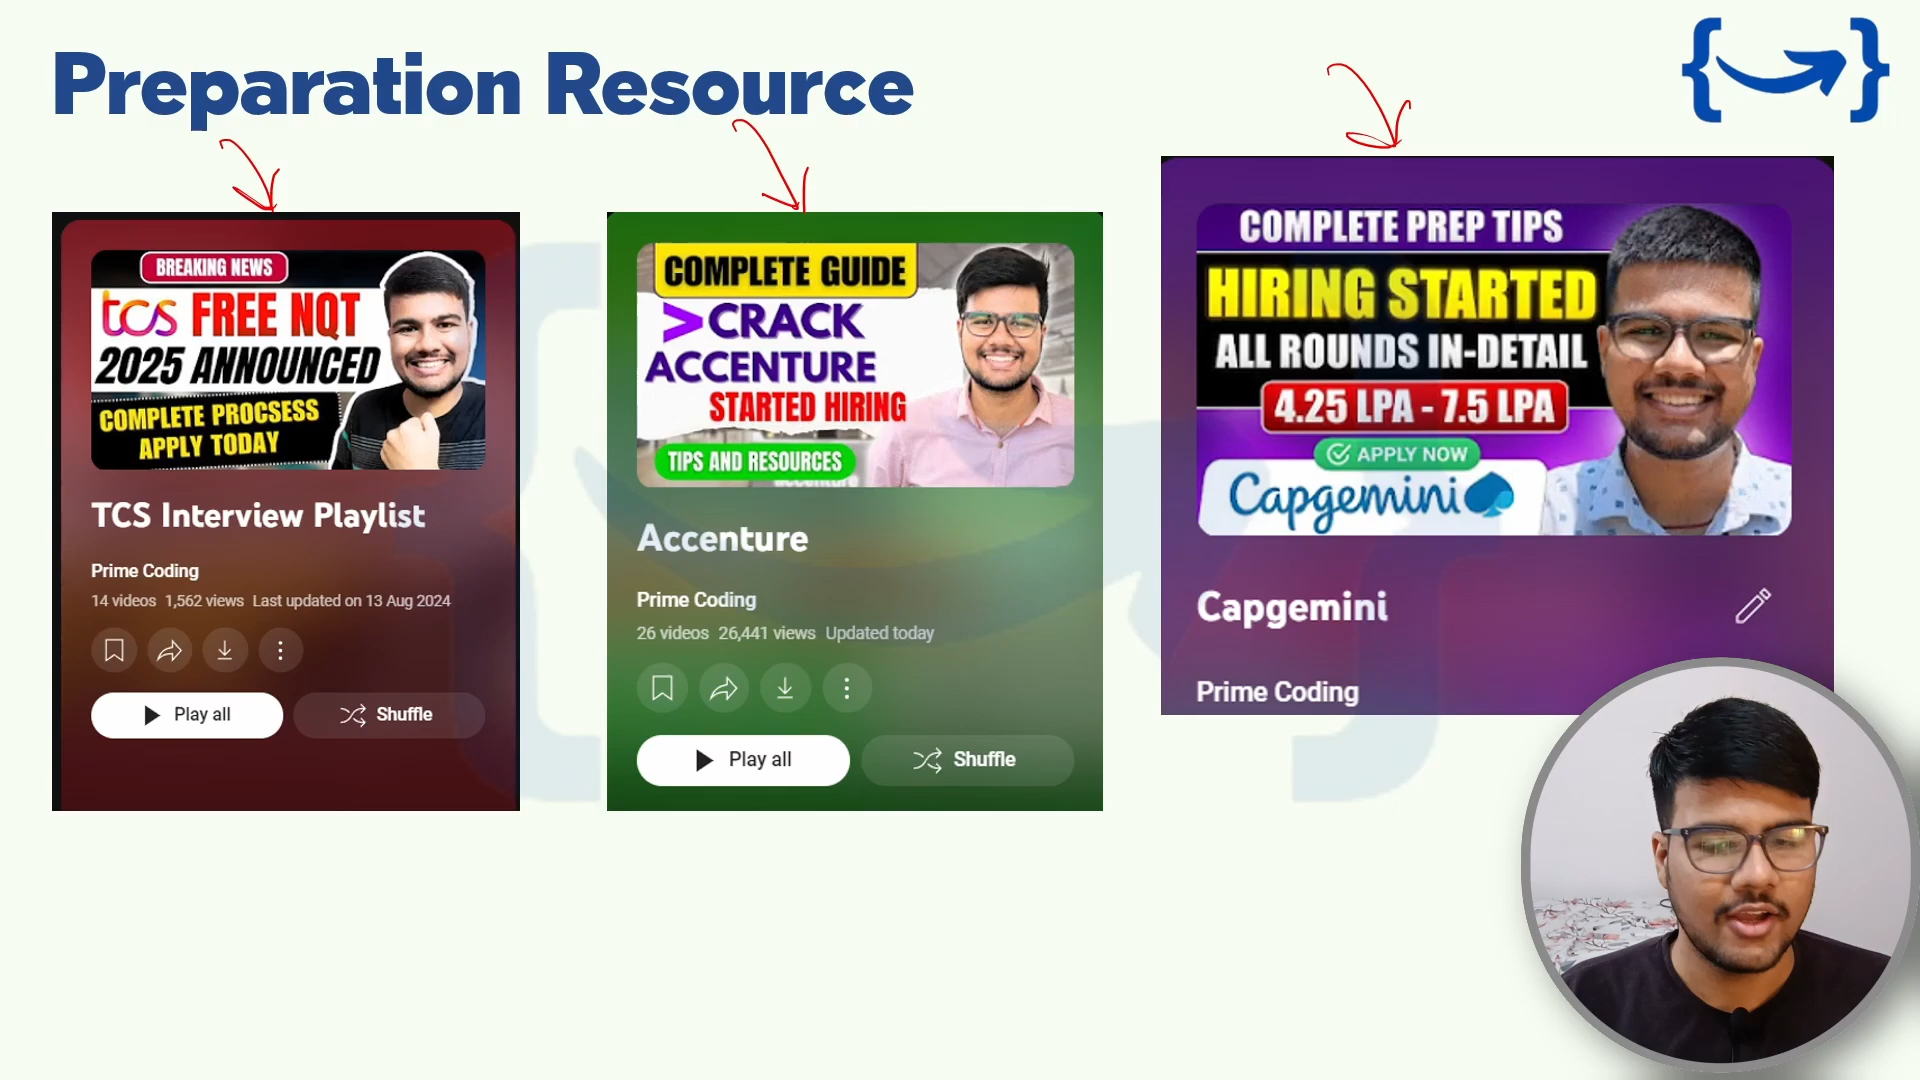 Preparation Resource
BREAKING NEWS
tcs FREE NQT
2025 ANNOUNCED
COMPLETE PROCSESS
APPLY TODAY
TCS Interview Playlist
Prime Coding
14 videos 1,562 views Last updated on 13 Aug 2024
Play all
Shuffle
COMPLETE GUIDE
>CRACK
ACCENTURE
STARTED HIRING
TIPS AND RESOURCES
accenture
Accenture
Prime Coding
26 videos 26,441 views Updated today
Play all
Shuffle
COMPLETE PREP TIPS
HIRING STARTED
ALL ROUNDS IN-DETAIL
4.25 LPA - 7.5 LPA
APPLY NOW
Capgemini
Capgemini
Prime Coding